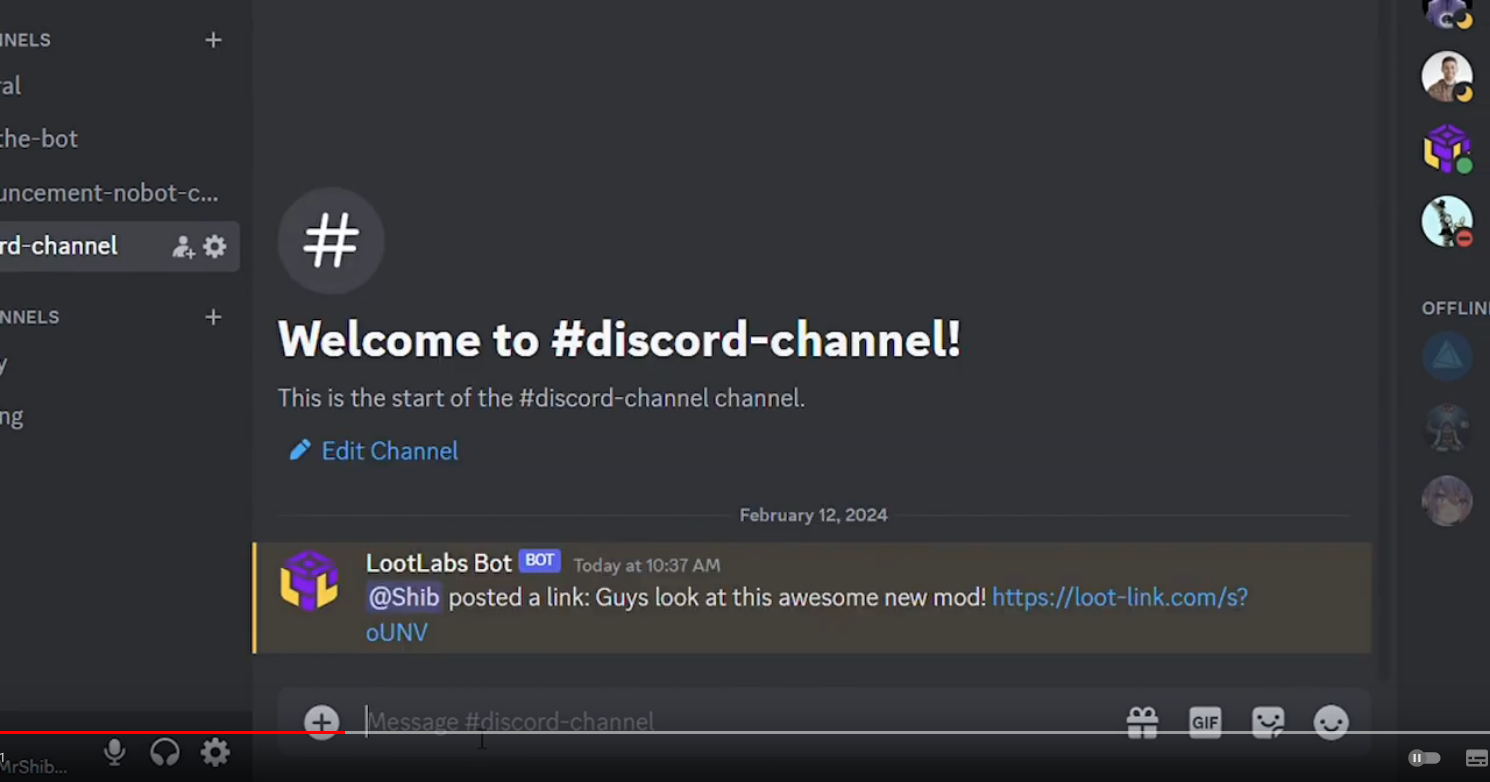 NNELS
ral
the-bot
uncement-nobot-c...
rd-channel
NNELS
y
ng
Welcome to #discord-channel!
This is the start of the #discord-channel channel.
Edit Channel
February 12, 2024
LootLabs Bot BOT Today at 10:37 AM
@Shib posted a link: Guys look at this awesome new mod! https://loot-link.com/s?
oUNV
Message #discord-channel
GIF
MrShib...
OFFLIN